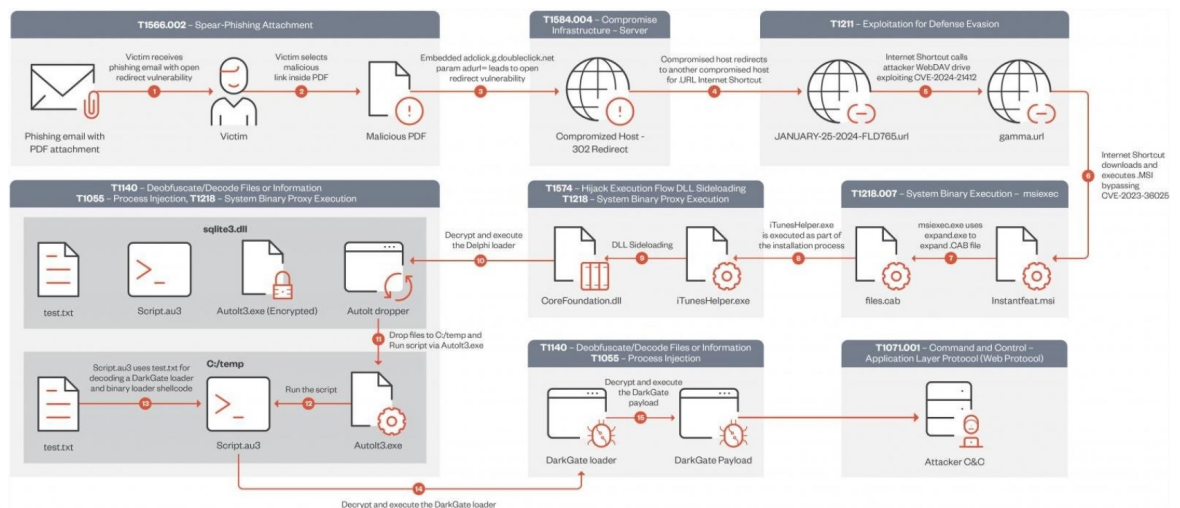 T1566.002 – Spear-Phishing Attachment
Victim receives
phishing email with open
redirect vulnerability
1
Victim selects
malicious
link inside PDF
2
Phishing email with
PDF attachment
Victim
Malicious PDF
Embedded adclick.g.doubleclick.net
param adurl= leads to open
redirect vulnerability
3
T1584.004 – Compromise
Infrastructure – Server
Compromized Host -
302 Redirect
Compromised host redirects
to another compromised host
for .URL Internet Shortcut
4
T1211 – Exploitation for Defense Evasion
Internet Shortcut calls
attacker WebDAV drive
exploiting CVE-2024-21412
5
JANUARY-25-2024-FLD765.url
gamma.url
Internet Shortcut
downloads and
executes .MSI
bypassing
CVE-2023-36025
6
T1218.007 – System Binary Execution – msiexec
msiexec.exe uses
expand.exe to
expand .CAB file
7
Instantfeat.msi
files.cab
iTunesHelper.exe
is executed as part of
the installation process
8
T1574 – Hijack Execution Flow DLL Sideloading
T1218 – System Binary Proxy Execution
DLL Sideloading
9
iTunesHelper.exe
CoreFoundation.dll
Decrypt and execute
the Delphi loader
10
T1140 – Deobfuscate/Decode Files or Information
T1055 – Process Injection, T1218 – System Binary Proxy Execution
sqlite3.dll
test.txt
Script.au3
AutoIt3.exe (Encrypted)
AutoIt dropper
11
Drop files to C:/temp and
Run script via AutoIt3.exe
C:/temp
Script.au3 uses test.txt for
decoding a DarkGate loader
and binary loader shellcode
13
Run the script
12
test.txt
Script.au3
AutoIt3.exe
14
Decrypt and execute the DarkGate loader
T1140 – Deobfuscate/Decode Files or Information
T1055 – Process Injection
Decrypt and execute
the DarkGate
payload
15
DarkGate loader
DarkGate Payload
T1071.001 – Command and Control –
Application Layer Protocol (Web Protocol)
Attacker C&C